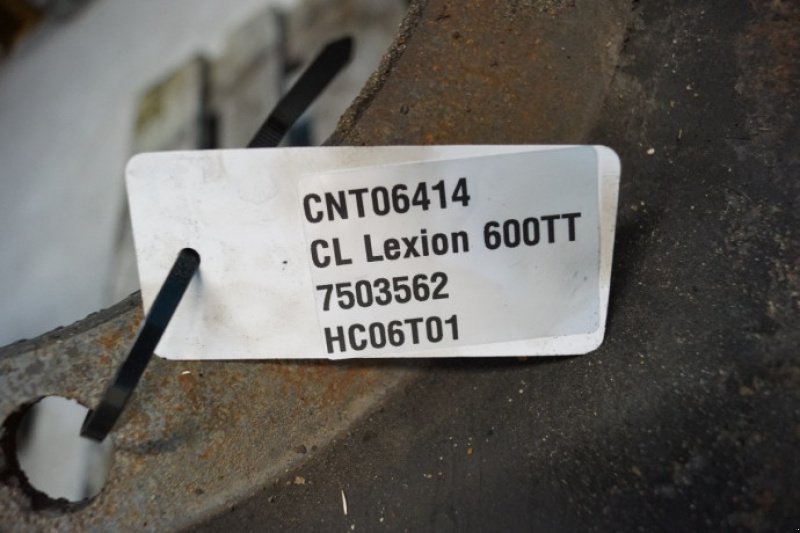 CNT06414
CL Lexion 600TT
7503562
HC06T01